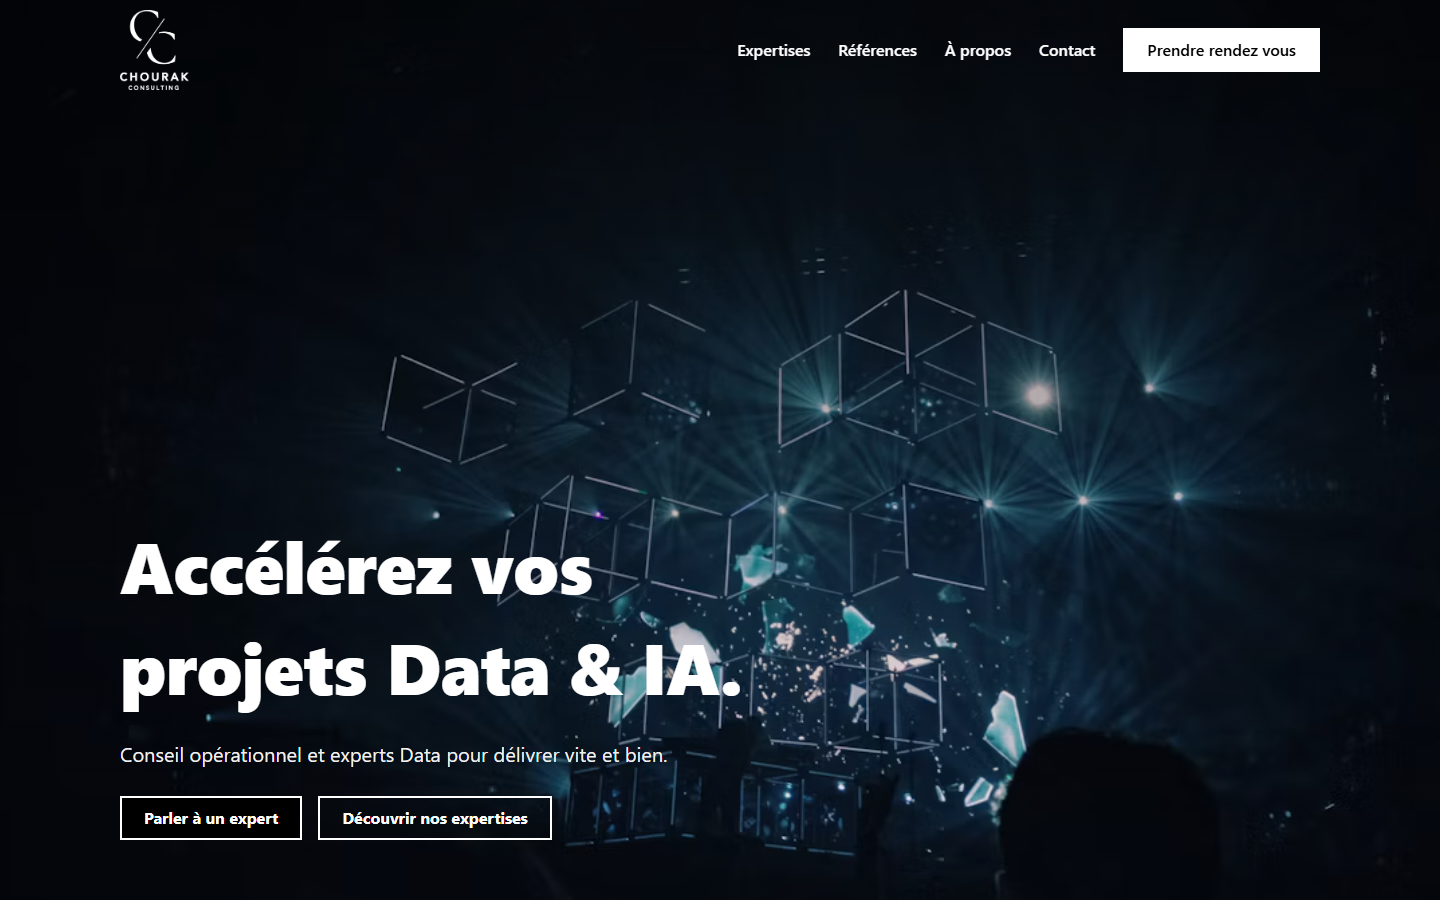 CC
CHOURAK
CONSULTING
Expertises
Références
À propos
Contact
Prendre rendez vous
Accélérez vos
projets Data & IA.
Conseil opérationnel et experts Data pour délivrer vite et bien.
Parler à un expert
Découvrir nos expertises